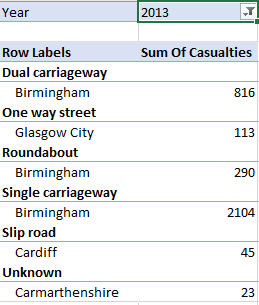 Year 2013
Row Labels Sum Of Casualties
Dual carriageway
Birmingham 816
One way street
Glasgow City 113
Roundabout
Birmingham 290
Single carriageway
Birmingham 2104
Slip road
Cardiff 45
Unknown
Carmarthenshire 23